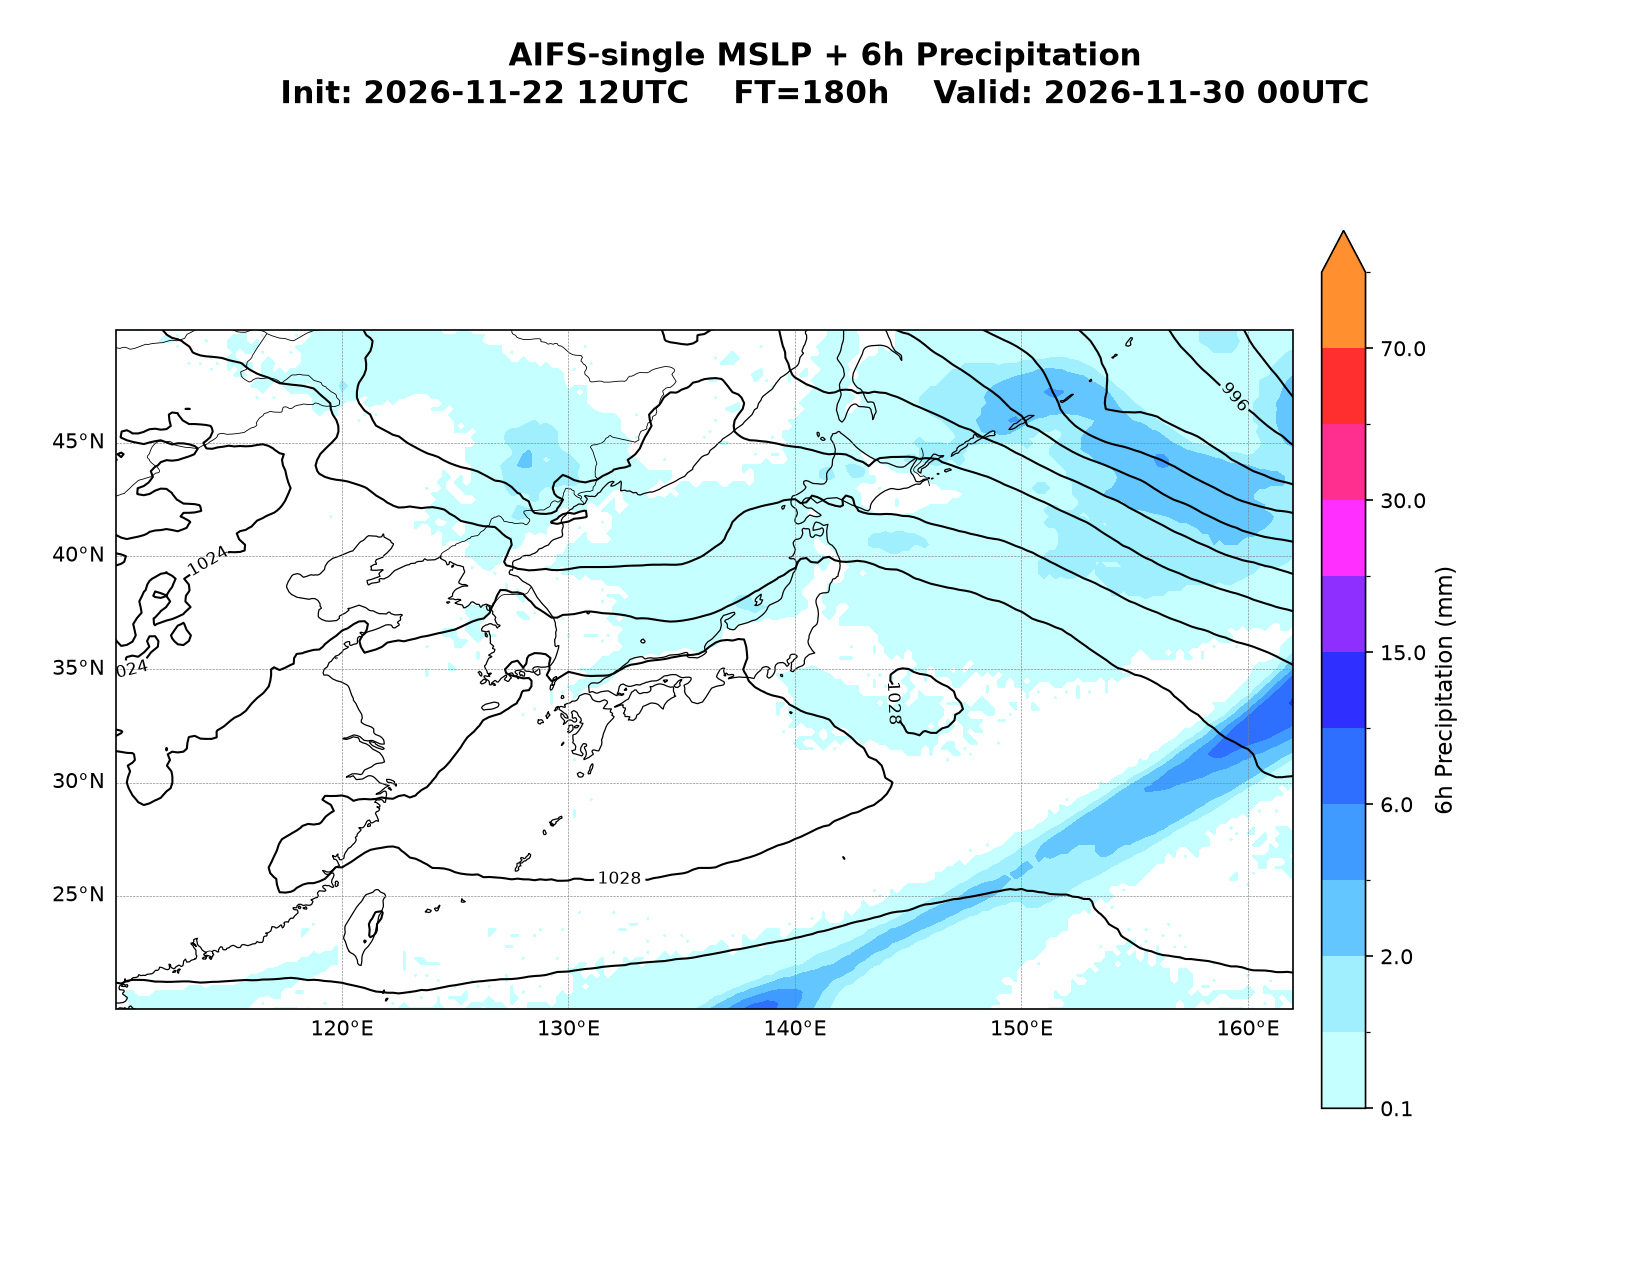 AIFS-single MSLP + 6h Precipitation
Init: 2026-11-22 12UTC    FT=180h    Valid: 2026-11-30 00UTC
45°N
40°N
35°N
30°N
25°N
120°E
130°E
140°E
150°E
160°E
996
1024
024
1028
1028
70.0
30.0
15.0
6.0
2.0
0.1
6h Precipitation (mm)